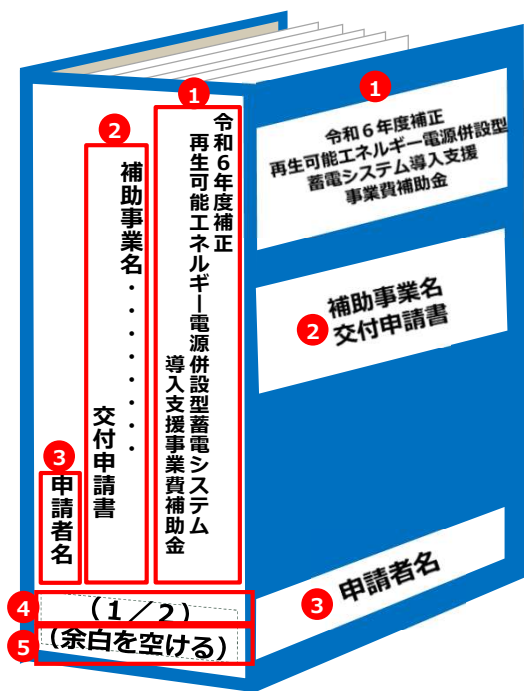 ①
令和６年度補正
再生可能エネルギー電源併設型蓄電システム
導入支援事業費補助金
②
補助事業名・・・・・・・・
交付申請書
③
申請者名
④
（１／２）
⑤
（余白を空ける）
①
令和６年度補正
再生可能エネルギー電源併設型
蓄電システム導入支援
事業費補助金
②
補助事業名
交付申請書
③
申請者名